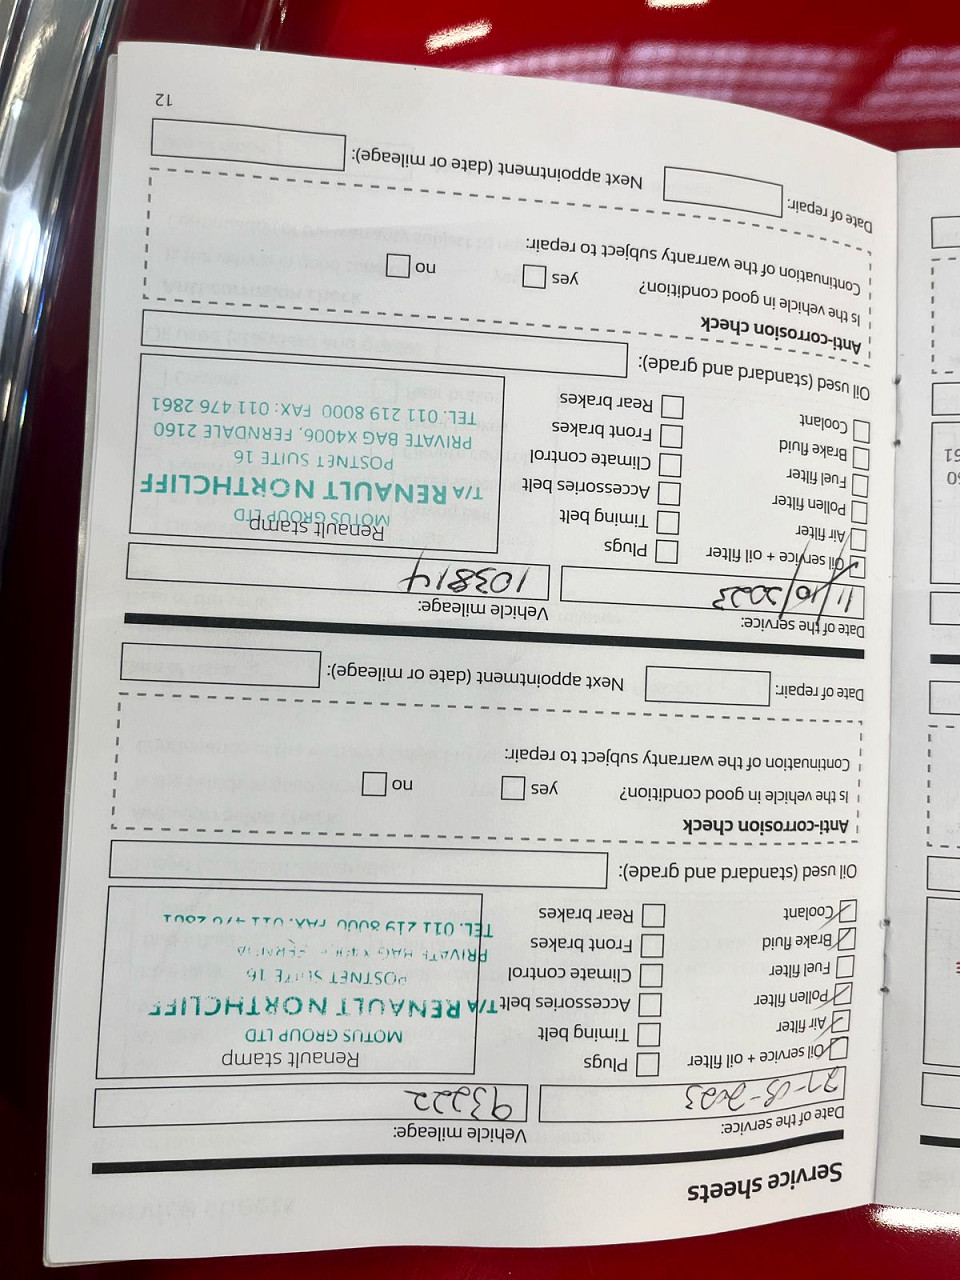 Service sheets
Date of the service: Vehicle mileage:
27-03-2023 93222
Oil service + oil filter Plugs
Air filter Timing belt
Pollen filter Accessories belt
Fuel filter Climate control
Brake fluid Front brakes
Coolant Rear brakes
Renault stamp
MOTUS GROUP LTD
T/A RENAULT NORTHCLIFF
POSTNET SUITE 16
PRIVATE BAG
TEL. 011 219 8000 FAX: 011 476 2861
Oil used (standard and grade):
Anti-corrosion check
Is the vehicle in good condition? yes no
Continuation of the warranty subject to repair:
Date of repair: Next appointment (date or mileage):
Date of the service: Vehicle mileage:
11/10/2023 103814
Oil service + oil filter Plugs
Air filter Timing belt
Pollen filter Accessories belt
Fuel filter Climate control
Brake fluid Front brakes
Coolant Rear brakes
Renault stamp
MOTUS GROUP LTD
T/A RENAULT NORTHCLIFF
POSTNET SUITE 16
PRIVATE BAG X4006, FERNDALE 2160
TEL. 011 219 8000 FAX: 011 476 2861
Oil used (standard and grade):
Anti-corrosion check
Is the vehicle in good condition? yes no
Continuation of the warranty subject to repair:
Date of repair: Next appointment (date or mileage):
12